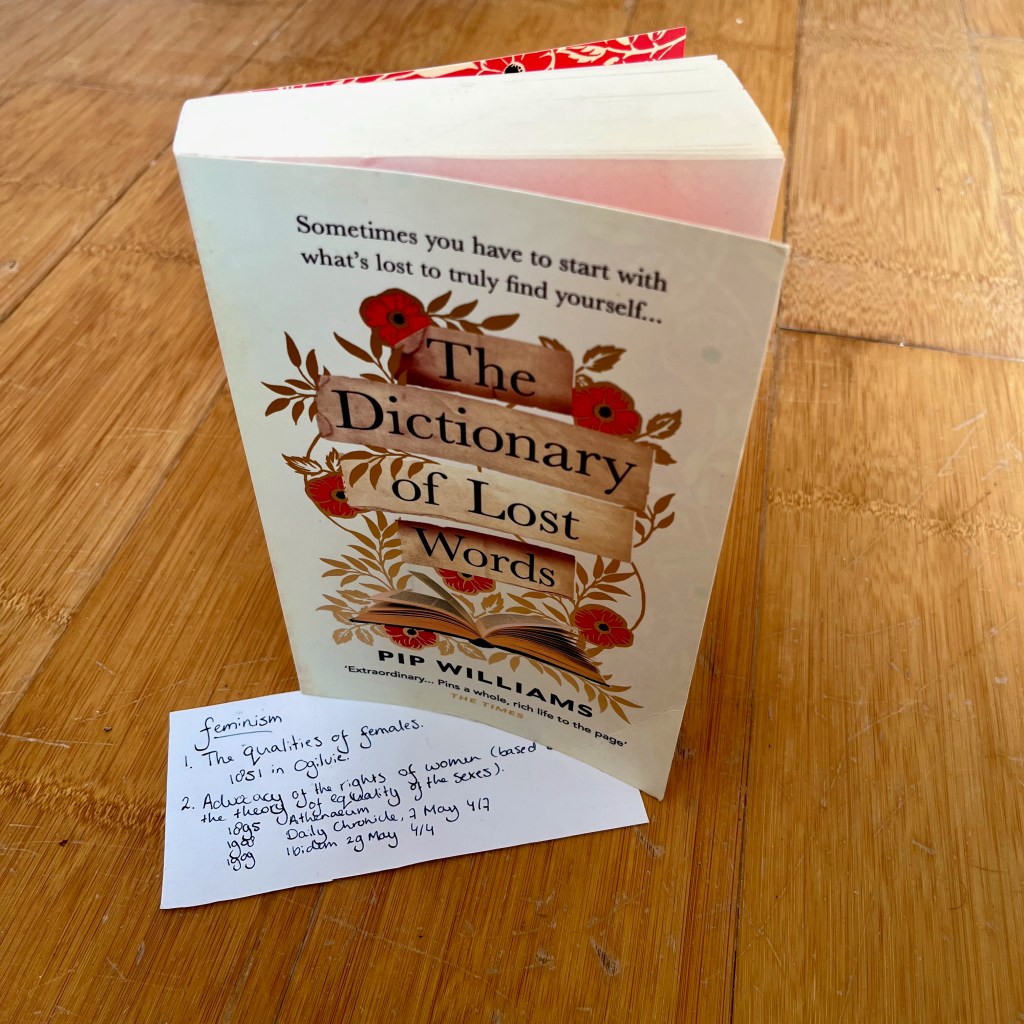 Sometimes you have to start with
what's lost to truly find yourself...
The
Dictionary
of Lost
Words
PIP WILLIAMS
'Extraordinary... Pins a whole, rich life to the page'
THE TIMES
feminism
1. The qualities of females.
1851 in Ogilvie.
2. Advocacy of the rights of women (based
the theory of equality of the sexes).
1895 Athenaeum
1908 Daily Chronicle, 7 May 4/7
1909 Ibidem 29 May 4/4